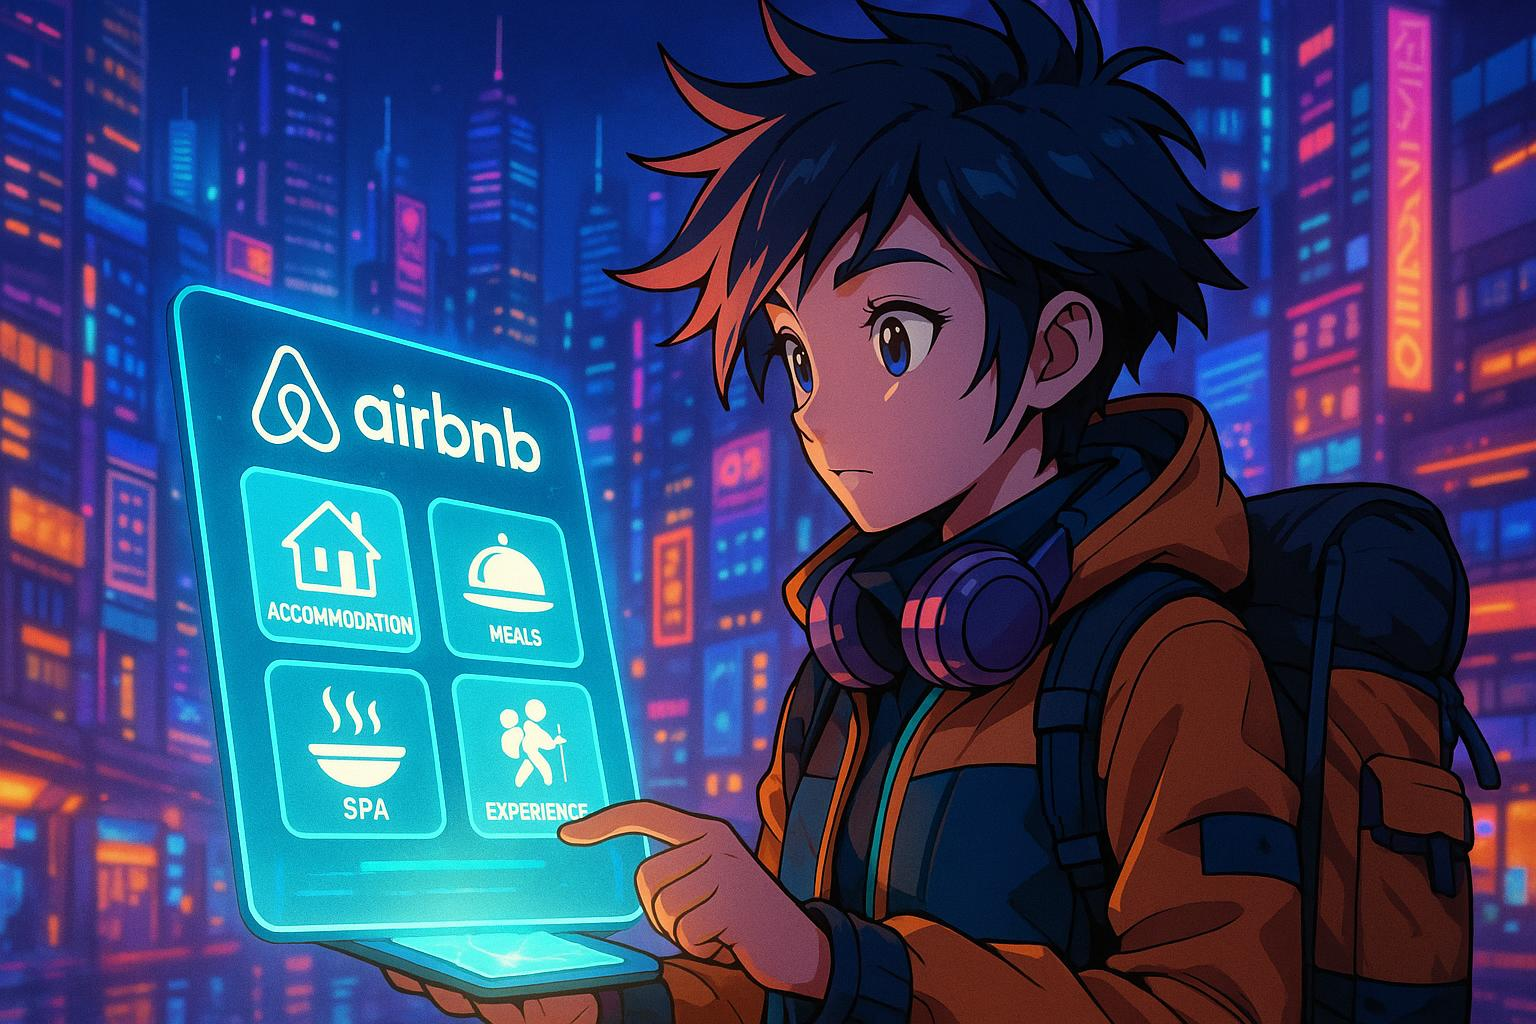 airbnb
ACCOMMODATION
MEALS
SPA
EXPERIENCE